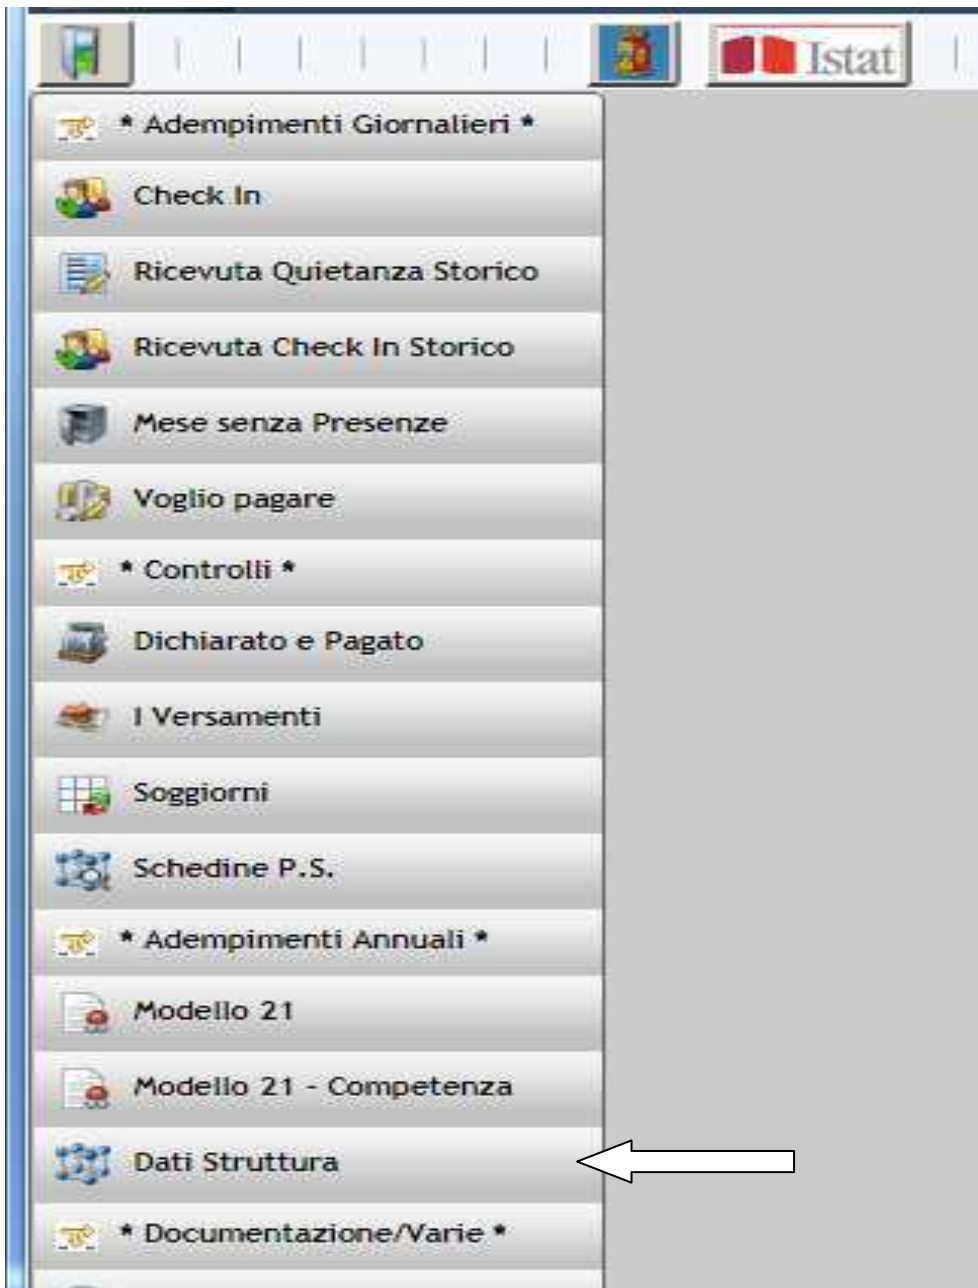 Istat
* Adempimenti Giornalieri *
Check In
Ricevuta Quietanza Storico
Ricevuta Check In Storico
Mese senza Presenze
Voglio pagare
* Controlli *
Dichiarato e Pagato
I Versamenti
Soggiorni
Schedine P.S.
* Adempimenti Annuali *
Modello 21
Modello 21 - Competenza
Dati Struttura
* Documentazione/Varie *